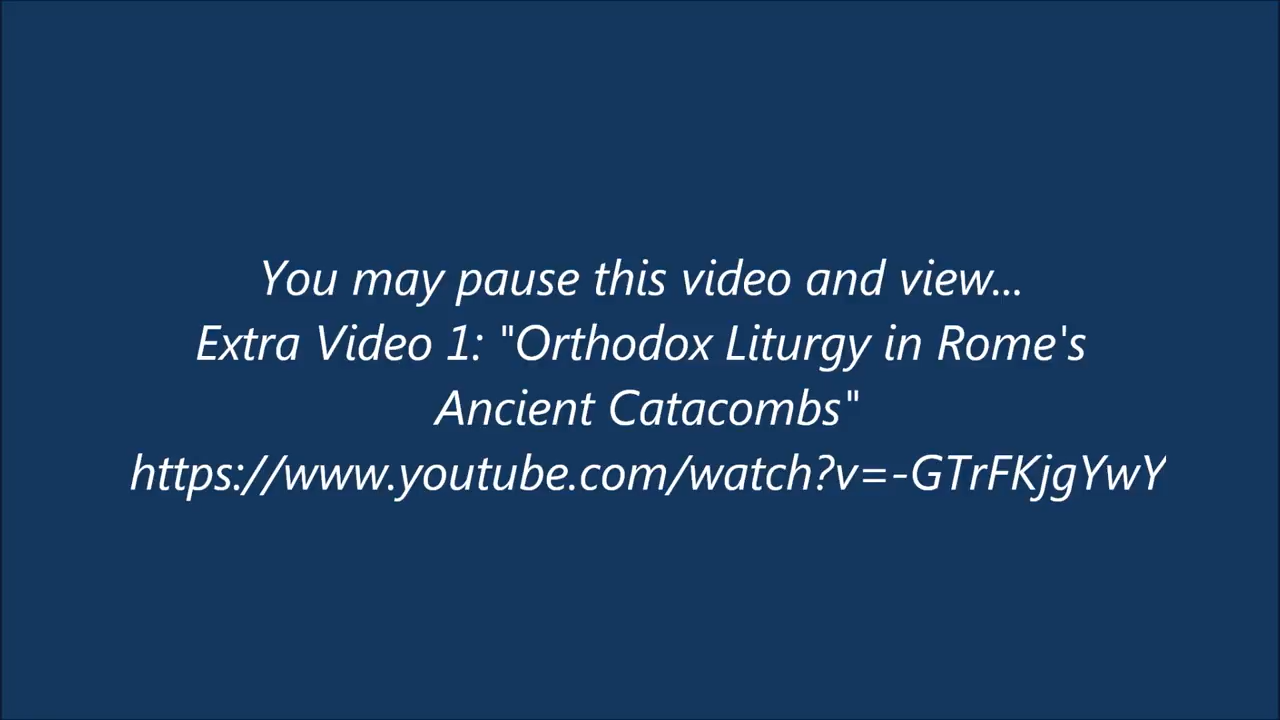 You may pause this video and view...
Extra Video 1: "Orthodox Liturgy in Rome's
Ancient Catacombs"
https://www.youtube.com/watch?v=-GTrFKjgYwY